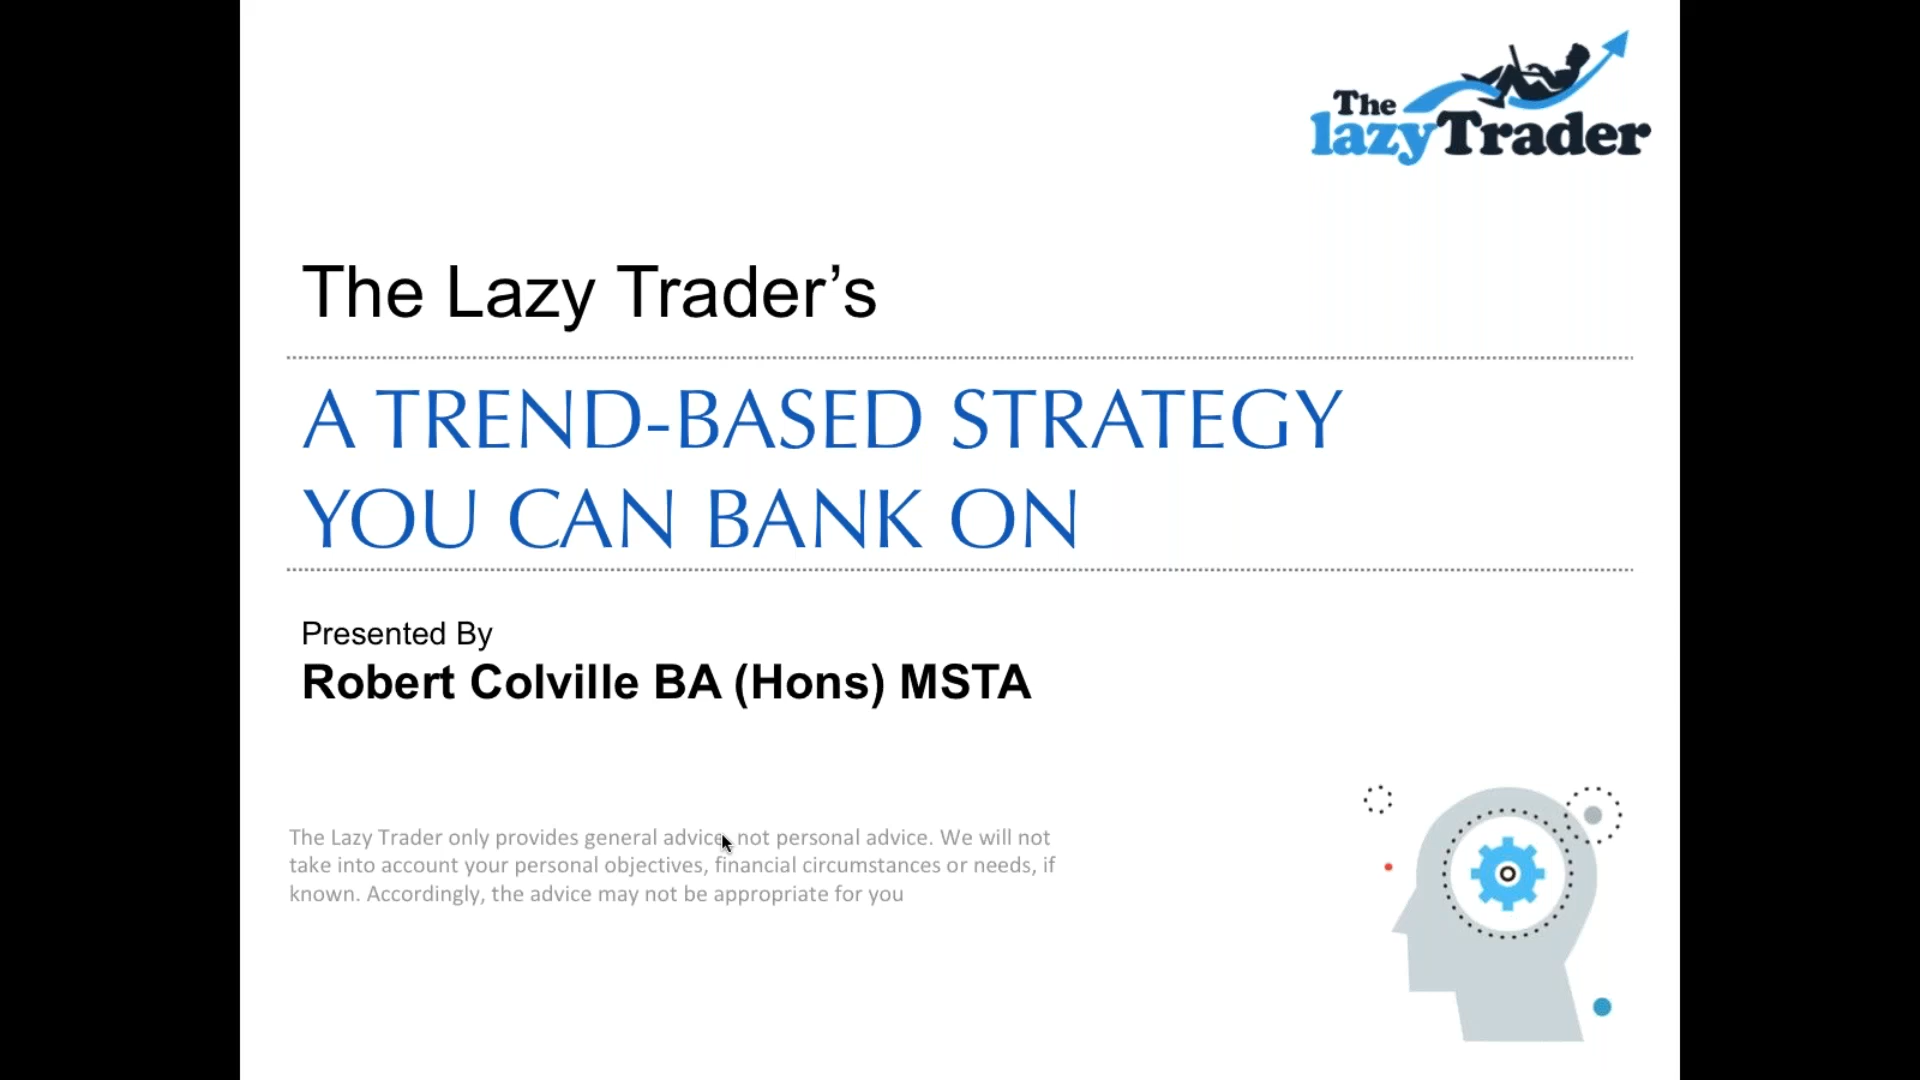 The
lazyTrader
The Lazy Trader’s
A TREND-BASED STRATEGY
YOU CAN BANK ON
Presented By
Robert Colville BA (Hons) MSTA
The Lazy Trader only provides general advice, not personal advice. We will not
take into account your personal objectives, financial circumstances or needs, if
known. Accordingly, the advice may not be appropriate for you